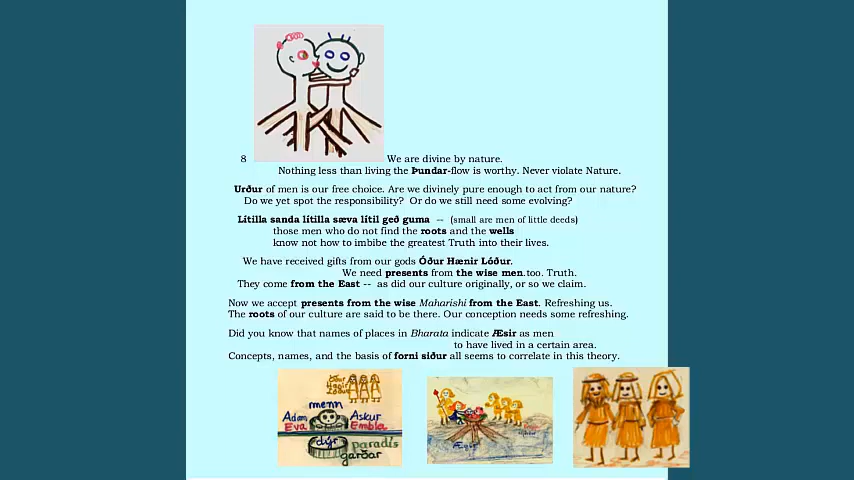 8 We are divine by nature.
Nothing less than living the Þundar-flow is worthy. Never violate Nature.
Urður of men is our free choice. Are we divinely pure enough to act from our nature?
Do we yet spot the responsibility? Or do we still need some evolving?
Lítilla sanda lítilla sæva lítil geð guma -- (small are men of little deeds)
those men who do not find the roots and the wells
know not how to imbibe the greatest Truth into their lives.
We have received gifts from our gods Óður Hænir Lóður.
We need presents from the wise men.too. Truth.
They come from the East -- as did our culture originally, or so we claim.
Now we accept presents from the wise Maharishi from the East. Refreshing us.
The roots of our culture are said to be there. Our conception needs some refreshing.
Did you know that names of places in Bharata indicate Æsir as men
to have lived in a certain area.
Concepts, names, and the basis of forni siður all seems to correlate in this theory.
Óður
Hænir
Lóður
menn
Adam Askur
Eva Embla
dýr paradís
garðar